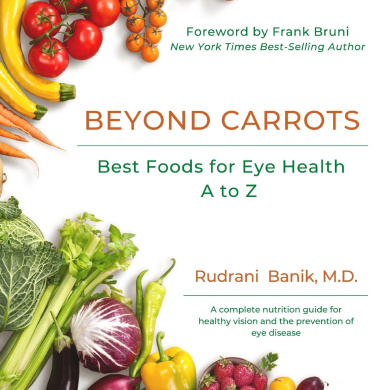 Foreword by Frank Bruni
New York Times Best-Selling Author
BEYOND CARROTS
Best Foods for Eye Health
A to Z
Rudrani Banik, M.D.
A complete nutrition guide for
healthy vision and the prevention of
eye disease